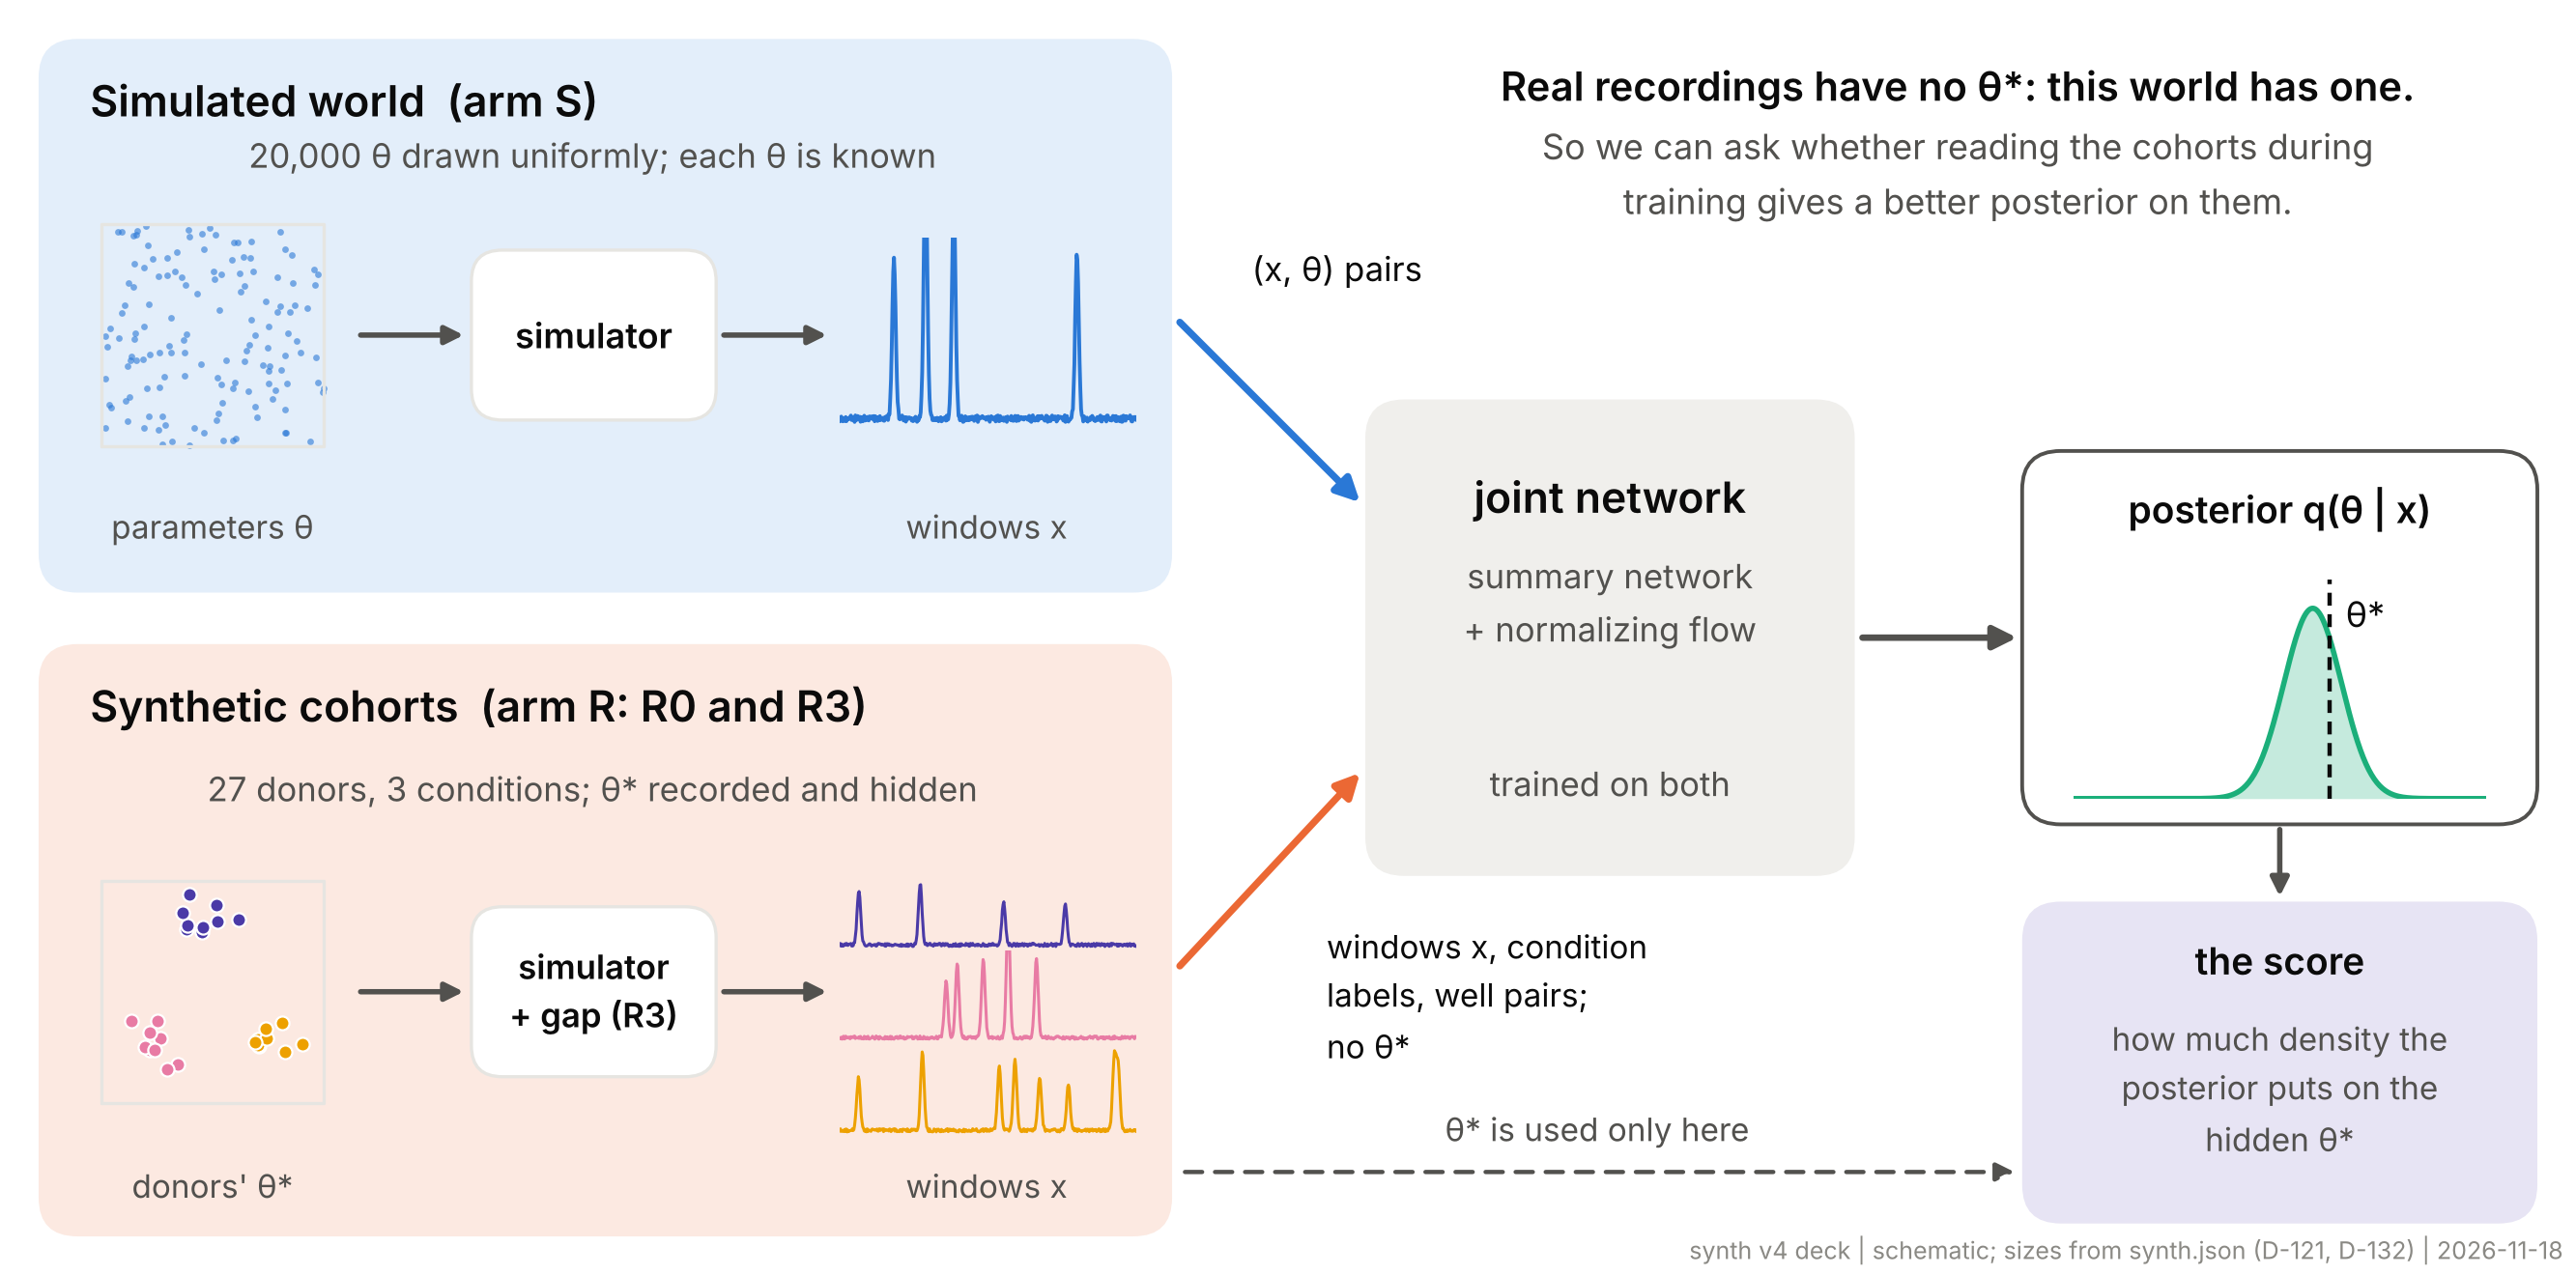 Simulated world (arm S)
20,000 θ drawn uniformly; each θ is known
simulator
parameters θ
windows x
Real recordings have no θ*: this world has one.
So we can ask whether reading the cohorts during
training gives a better posterior on them.
(x, θ) pairs
joint network
summary network
+ normalizing flow
trained on both
posterior q(θ | x)
θ*
Synthetic cohorts (arm R: R0 and R3)
27 donors, 3 conditions; θ* recorded and hidden
simulator
+ gap (R3)
donors' θ*
windows x
windows x, condition
labels, well pairs;
no θ*
θ* is used only here
the score
how much density the
posterior puts on the
hidden θ*
synth v4 deck | schematic; sizes from synth.json (D-121, D-132) | 2026-11-18